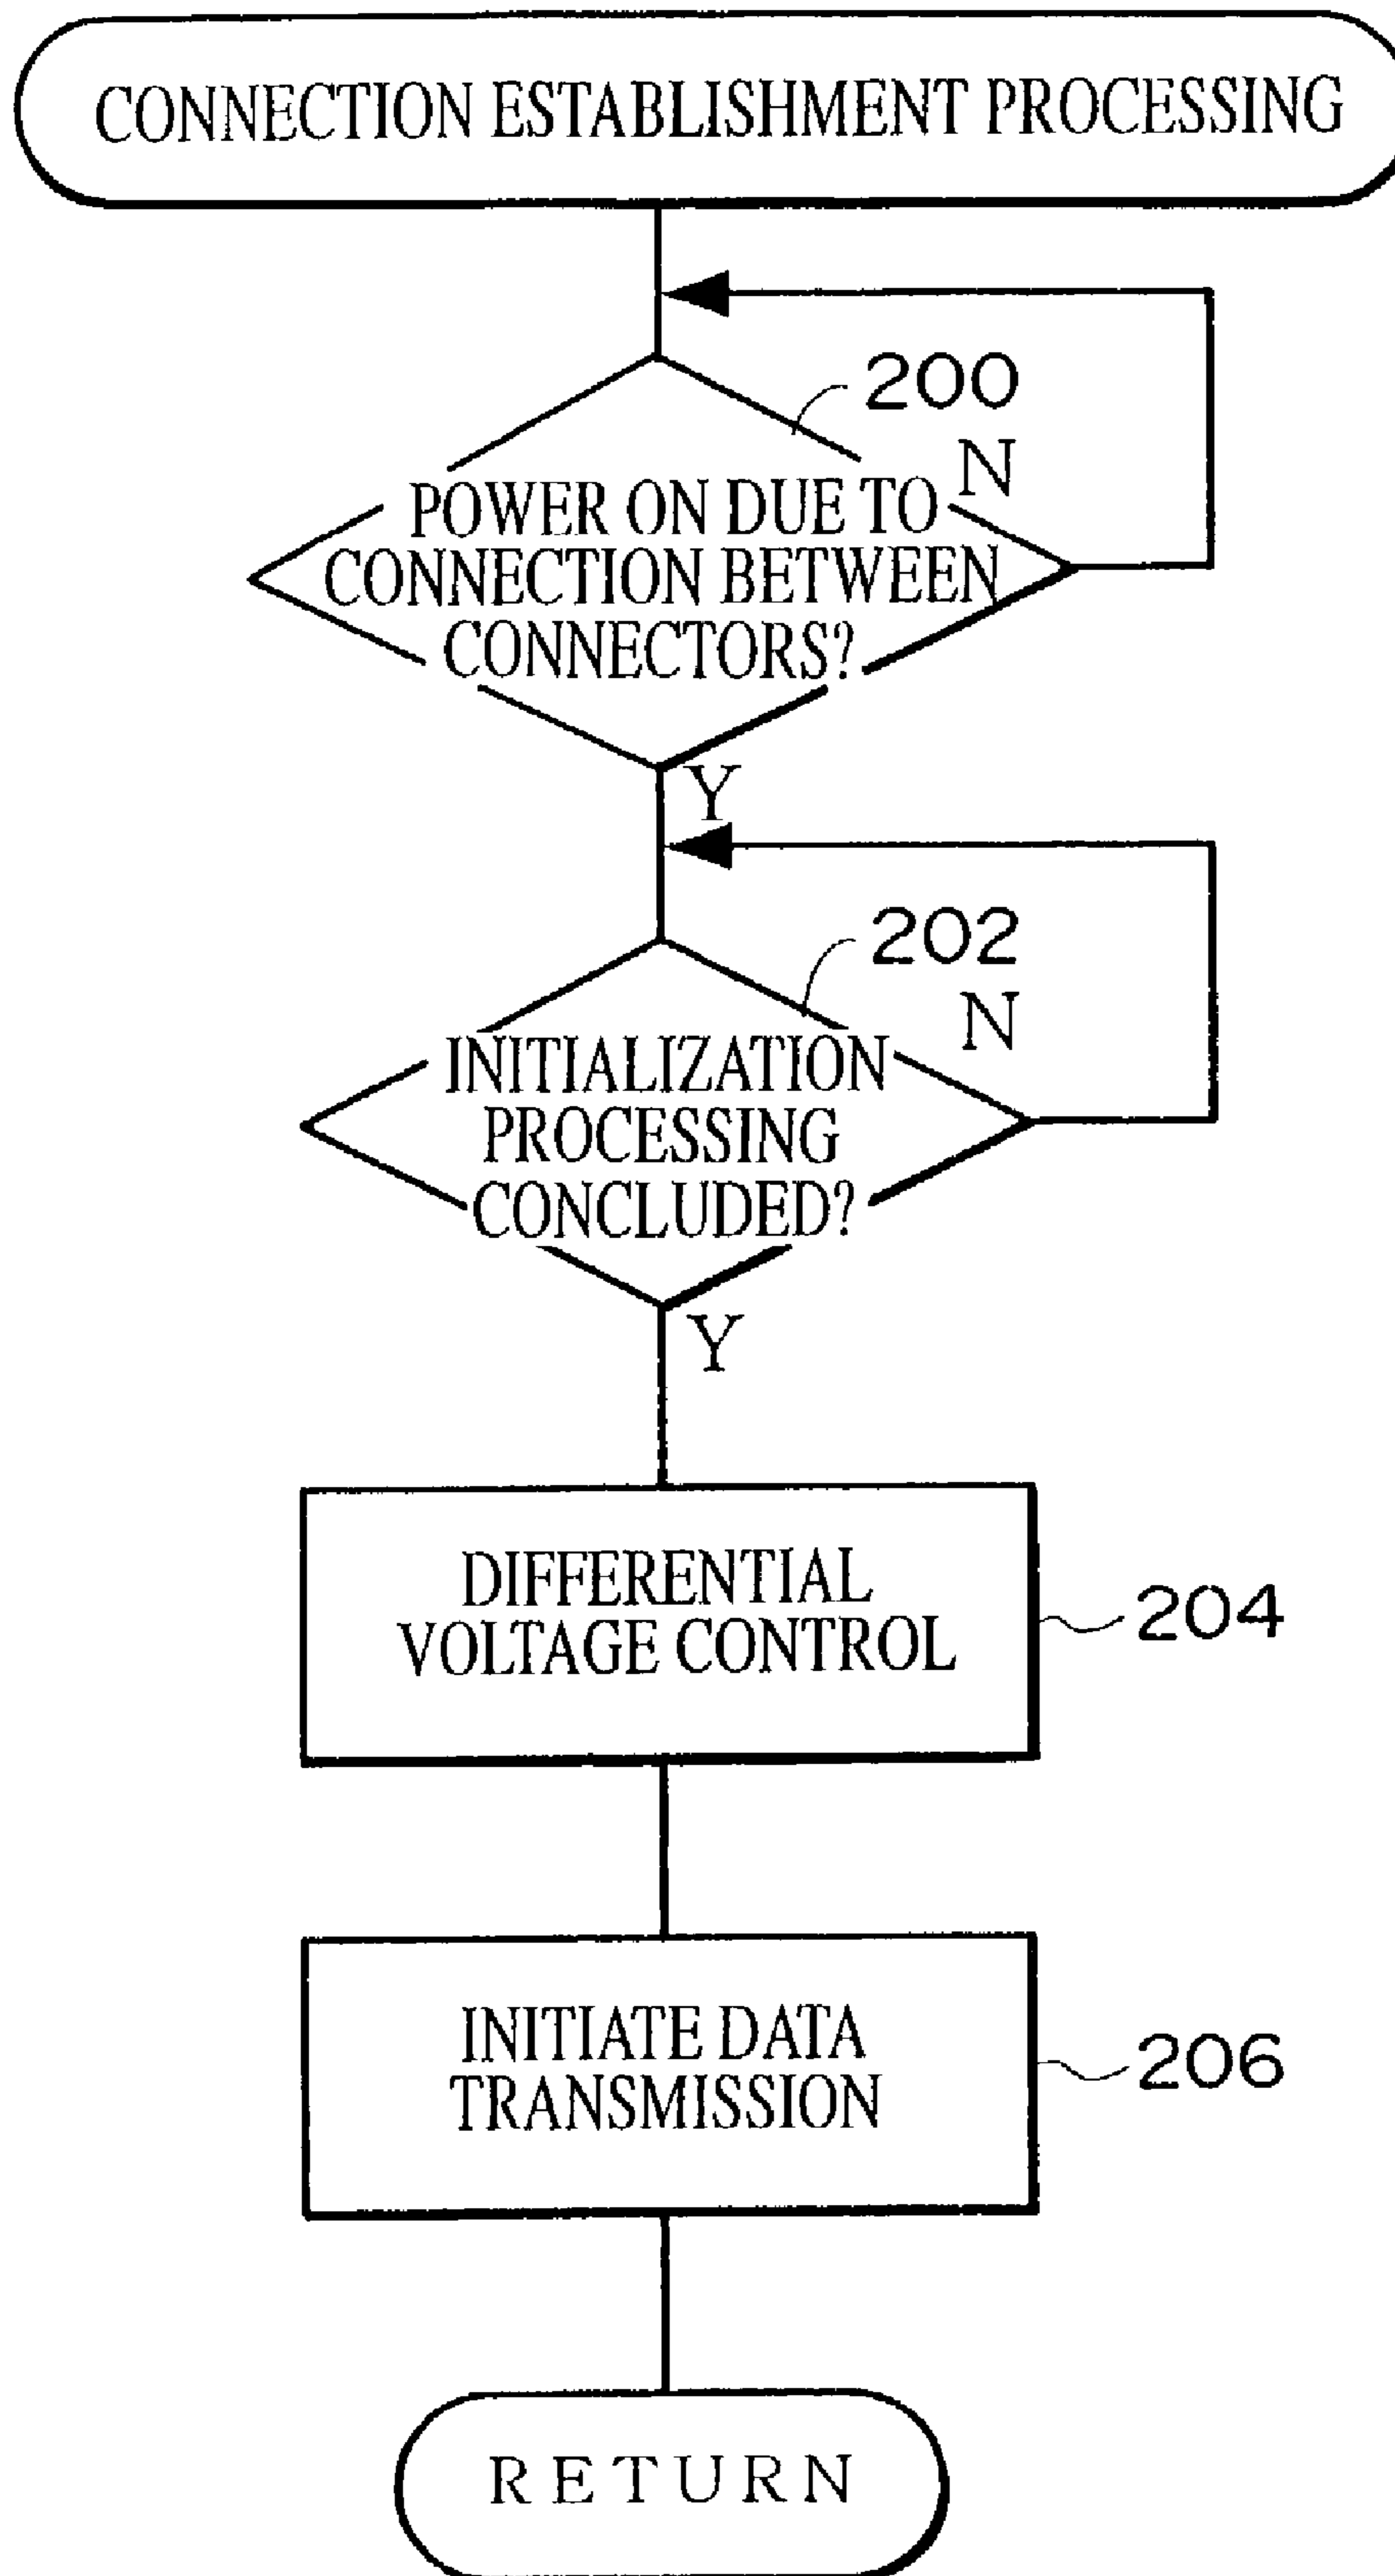 CONNECTION ESTABLISHMENT PROCESSING
200
N
POWER ON DUE TO
CONNECTION BETWEEN
CONNECTORS?
Y
202
N
INITIALIZATION
PROCESSING
CONCLUDED?
Y
DIFFERENTIAL
VOLTAGE CONTROL
204
INITIATE DATA
TRANSMISSION
206
RETURN